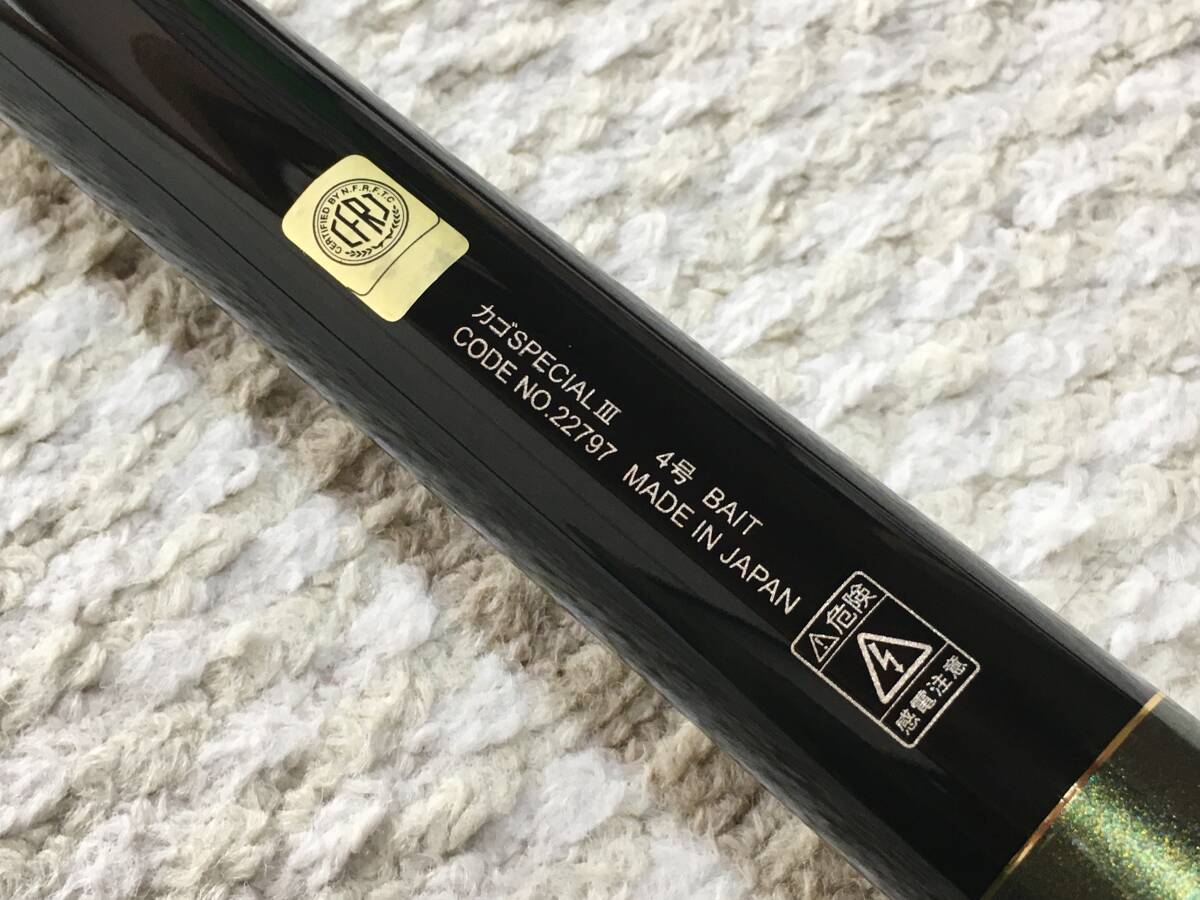 CERTIFIED BY N.F.R.F.T.C
カゴSPECIALⅢ 4号 BAIT
CODE NO.22797 MADE IN JAPAN
危険
感電注意